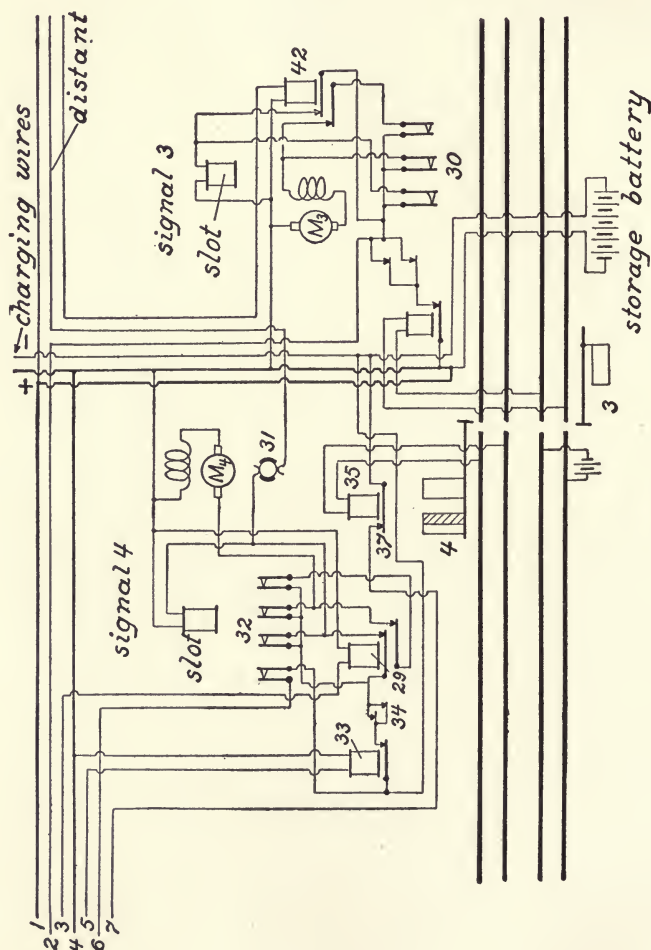 +
−
charging wires
distant
signal 3
slot
42
M3
30
storage battery
3
signal 4
slot
M4
31
32
35
37
4
33
34
29
1
2
3
4
5
6
7